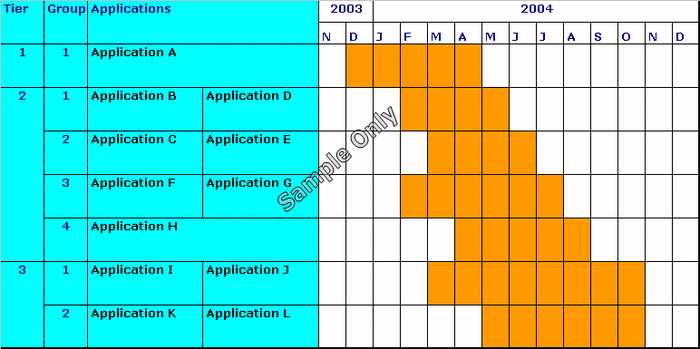 Tier Group Applications 2003 2004
N D J F M A M J J A S O N D
1 1 Application A
2 1 Application B Application D
2 Application C Application E
3 Application F Application G
4 Application H
3 1 Application I Application J
2 Application K Application L
Sample Only